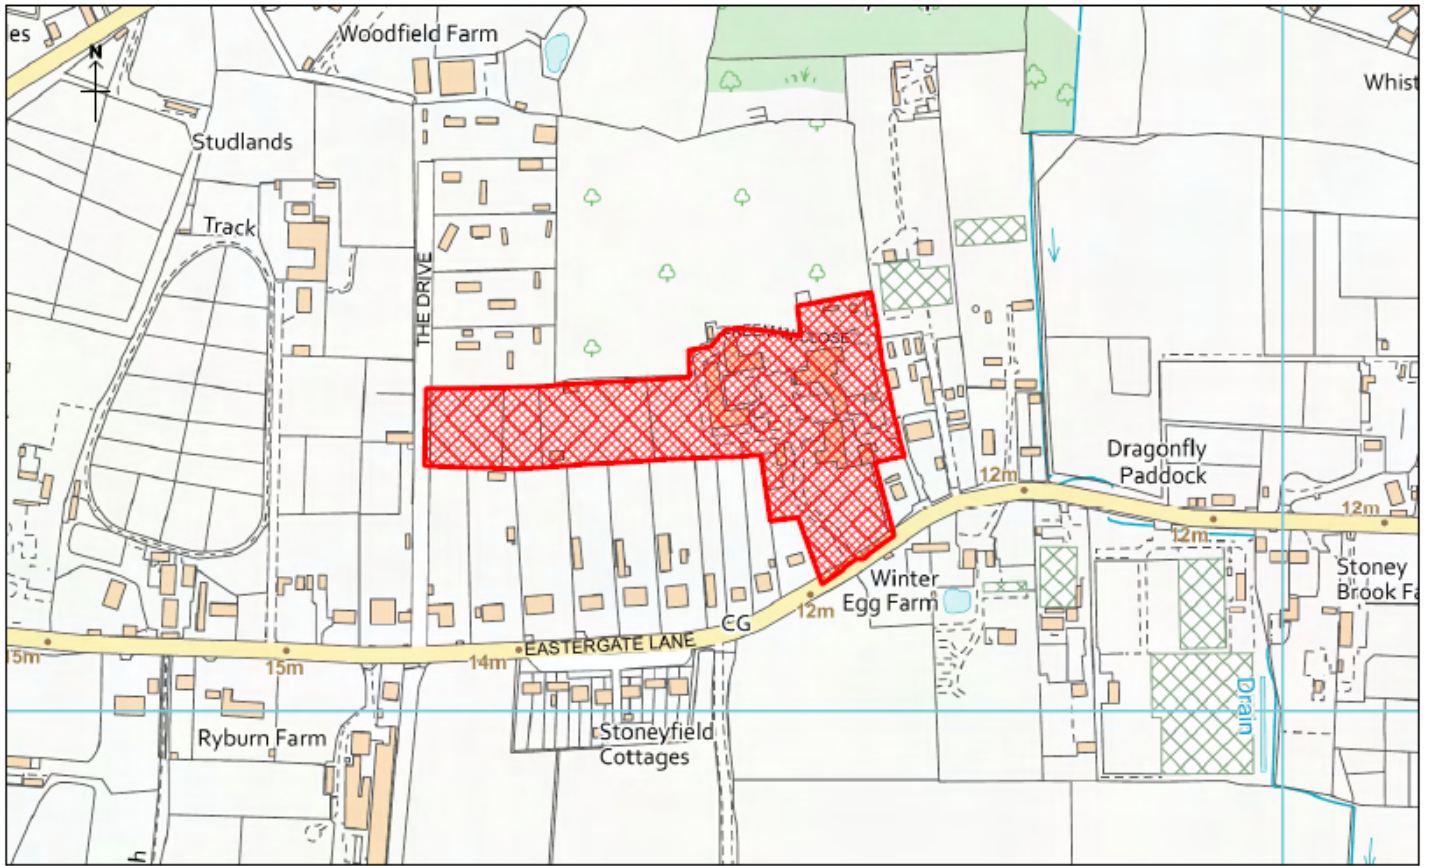 es
Woodfield Farm
N
Whist
Studlands
Track
THE DRIVE
CLOSE
Dragonfly
Paddock
12m
12m
12m
Winter
Egg Farm
Stoney
Brook Fa
12m
CG
EASTERGATE LANE
15m
15m
14m
Drain
Ryburn Farm
Stoneyfield
Cottages
h